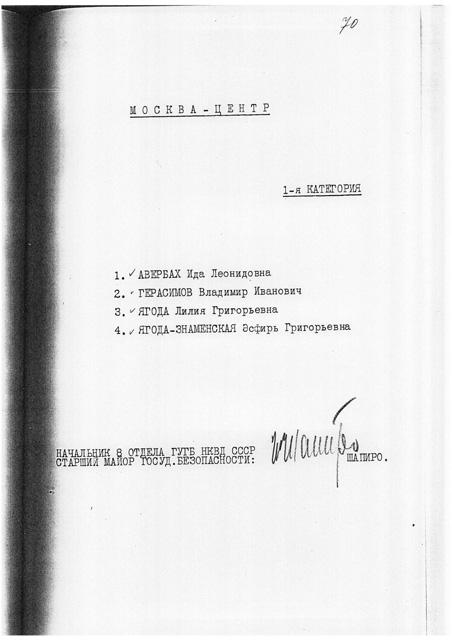 70
МОСКВА-ЦЕНТР
1-я КАТЕГОРИЯ
1. ✓ АВЕРБАХ Ида Леонидовна
2. ✓ ГЕРАСИМОВ Владимир Иванович
3. ✓ ЯГОДА Лилия Григорьевна
4. ✓ ЯГОДА-ЗНАМЕНСКАЯ Эсфирь Григорьевна
НАЧАЛЬНИК 8 ОТДЕЛА ГУГБ НКВД СССР
СТАРШИЙ МАЙОР ГОСУД.БЕЗОПАСНОСТИ: ШАПИРО.